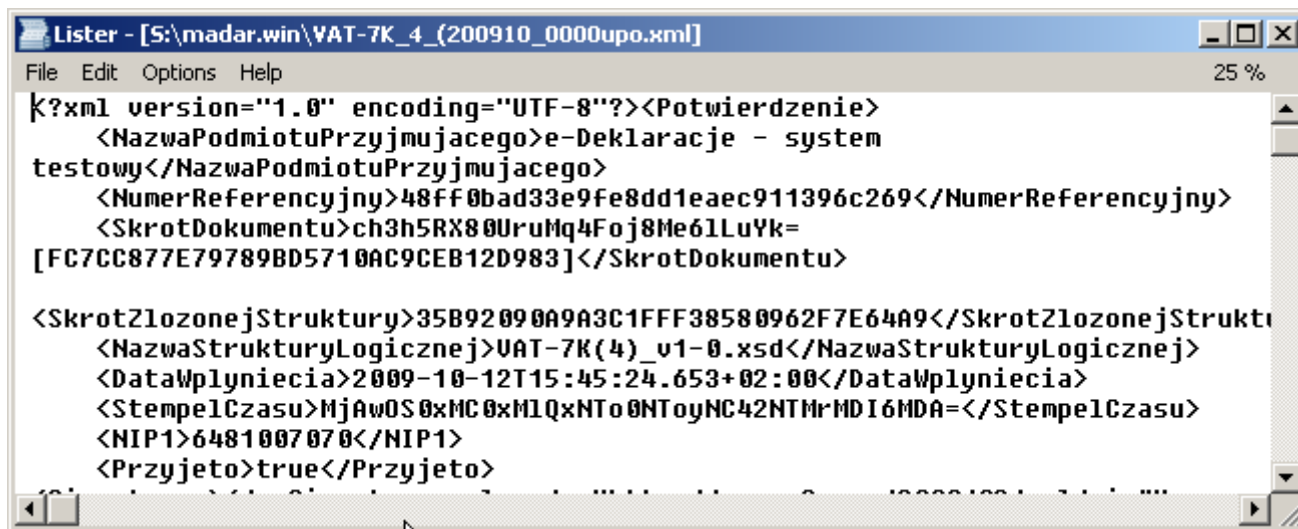 Lister - [S:\madar.win\VAT-7K_4_(200910_0000upo.xml]
File Edit Options Help 25 %
<?xml version="1.0" encoding="UTF-8"?><Potwierdzenie>
<NazwaPodmiotuPrzyjmujacego>e-Deklaracje - system
testowy</NazwaPodmiotuPrzyjmujacego>
<NumerReferencyjny>48ff0bad33e9fe8dd1eaec911396c269</NumerReferencyjny>
<SkrotDokumentu>ch3h5RX80UruMq4Foj8Me6lLuYk=
[FC7CC877E79789BD5710AC9CEB12D983]</SkrotDokumentu>
<SkrotZlozonejStruktury>35B92090A9A3C1FFF38580962F7E64A9</SkrotZlozonejStruktu
<NazwaStrukturyLogicznej>VAT-7K(4)_v1-0.xsd</NazwaStrukturyLogicznej>
<DataWplyniecia>2009-10-12T15:45:24.653+02:00</DataWplyniecia>
<StempelCzasu>MjAwOS0xMC0xMlQxNTo0NToyNC42NTMrMDI6MDA=</StempelCzasu>
<NIP1>6481007070</NIP1>
<Przyjeto>true</Przyjeto>